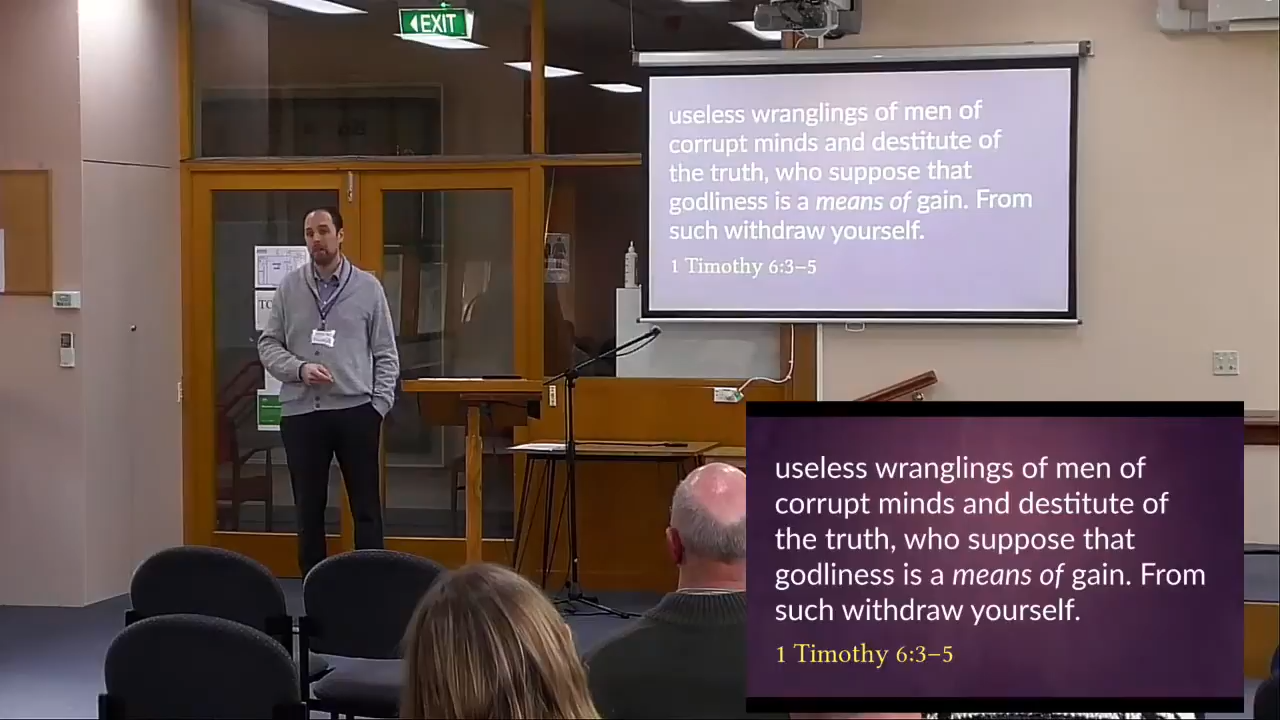 EXIT
useless wranglings of men of
corrupt minds and destitute of
the truth, who suppose that
godliness is a means of gain. From
such withdraw yourself.
1 Timothy 6:3–5
TO
useless wranglings of men of
corrupt minds and destitute of
the truth, who suppose that
godliness is a means of gain. From
such withdraw yourself.
1 Timothy 6:3–5